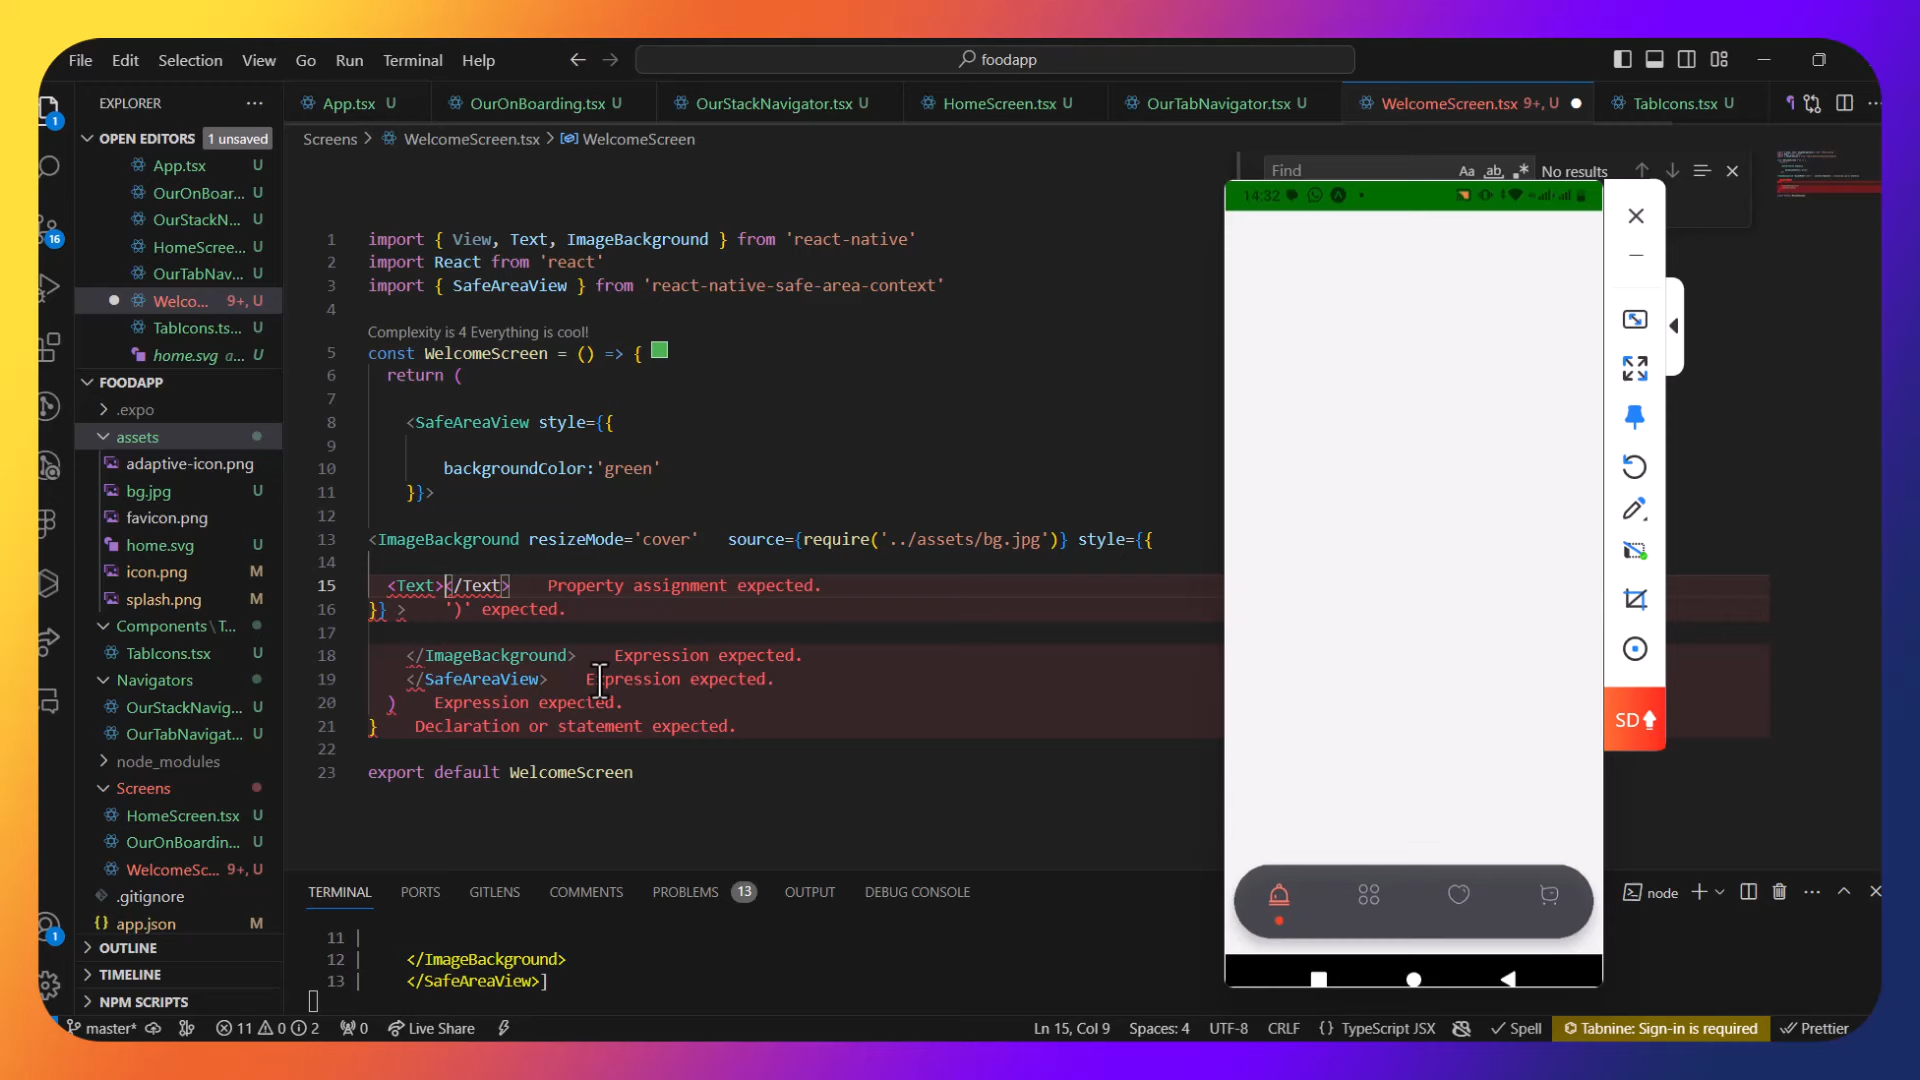 File Edit Selection View Go Run Terminal Help
foodapp
EXPLORER
App.tsx U
OurOnBoarding.tsx U
OurStackNavigator.tsx U
HomeScreen.tsx U
OurTabNavigator.tsx U
WelcomeScreen.tsx 9+, U
TabIcons.tsx U
OPEN EDITORS 1 unsaved
App.tsx U
OurOnBoar... U
OurStackN... U
HomeScree... U
OurTabNav... U
Welco... 9+, U
TabIcons.ts... U
home.svg a... U
FOODAPP
.expo
assets
adaptive-icon.png
bg.jpg U
favicon.png
home.svg U
icon.png M
splash.png M
Components\T...
TabIcons.tsx U
Navigators
OurStackNavig... U
OurTabNavigat... U
node_modules
Screens
HomeScreen.tsx U
OurOnBoardin... U
WelcomeSc... 9+, U
.gitignore
app.json M
OUTLINE
TIMELINE
NPM SCRIPTS
1
16
1
Screens > WelcomeScreen.tsx > WelcomeScreen
Find Aa ab No results
1 import { View, Text, ImageBackground } from 'react-native'
2 import React from 'react'
3 import { SafeAreaView } from 'react-native-safe-area-context'
4
Complexity is 4 Everything is cool!
5 const WelcomeScreen = () => {
6 return (
7
8 <SafeAreaView style={{
9
10 backgroundColor:'green'
11 }}>
12
13 <ImageBackground resizeMode='cover' source={require('../assets/bg.jpg')} style={{
14
15 <Text></Text> Property assignment expected.
16 }} > ')' expected.
17
18 </ImageBackground> Expression expected.
19 </SafeAreaView> Expression expected.
20 ) Expression expected.
21 } Declaration or statement expected.
22
23 export default WelcomeScreen
14:32
SD
TERMINAL PORTS GITLENS COMMENTS PROBLEMS 13 OUTPUT DEBUG CONSOLE
node
11 |
12 | </ImageBackground>
13 | </SafeAreaView>]
master* 11 0 2 0 Live Share
Ln 15, Col 9 Spaces: 4 UTF-8 CRLF {} TypeScript JSX Spell Tabnine: Sign-in is required Prettier